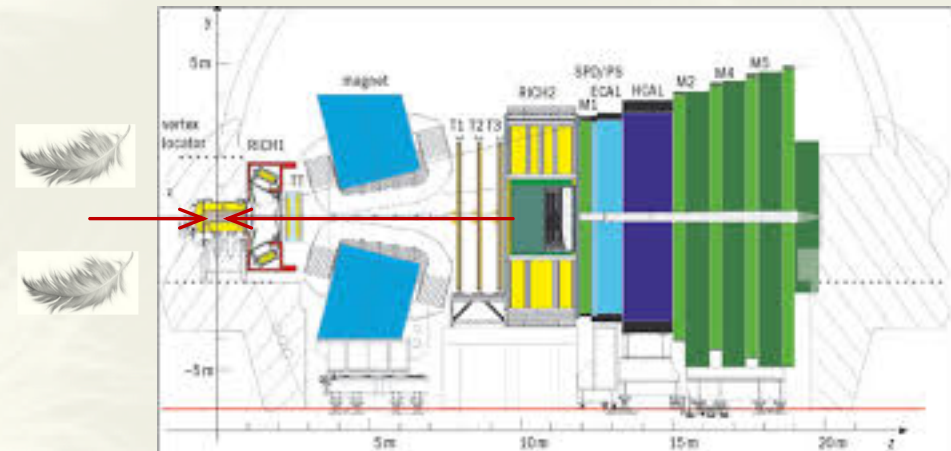 y
5m
magnet
vertex
locator
RICH1
TT
T1 T2 T3
RICH2
M1
SPD/PS
ECAL
HCAL
M2
M4
M5
z
-5m
5m
10m
15m
20m
z